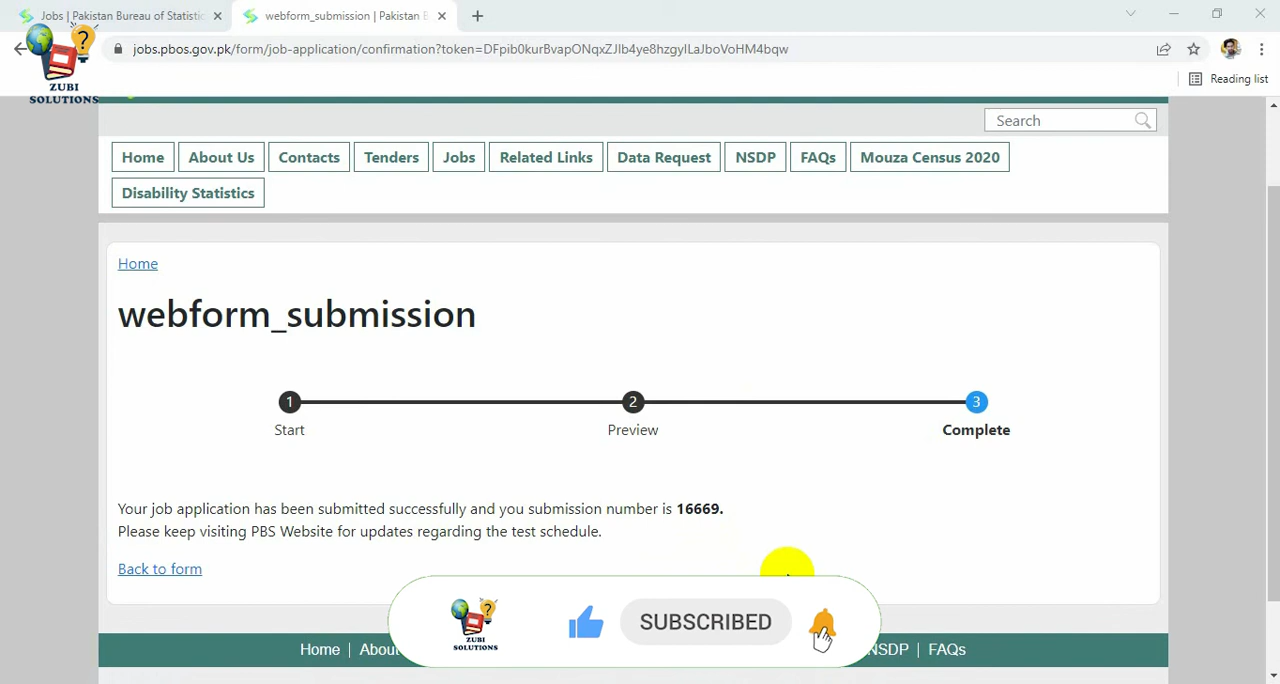 Jobs | Pakistan Bureau of Statistic
webform_submission | Pakistan B
jobs.pbos.gov.pk/form/job-application/confirmation?token=DFpib0kurBvapONqxZJlb4ye8hzgylLaJboVoHM4bqw
ZUBI
SOLUTIONS
Reading list
Search
Home
About Us
Contacts
Tenders
Jobs
Related Links
Data Request
NSDP
FAQs
Mouza Census 2020
Disability Statistics
Home
webform_submission
1
2
3
Start
Preview
Complete
Your job application has been submitted successfully and you submission number is 16669.
Please keep visiting PBS Website for updates regarding the test schedule.
Back to form
ZUBI
SOLUTIONS
SUBSCRIBED
Home | About
NSDP | FAQs